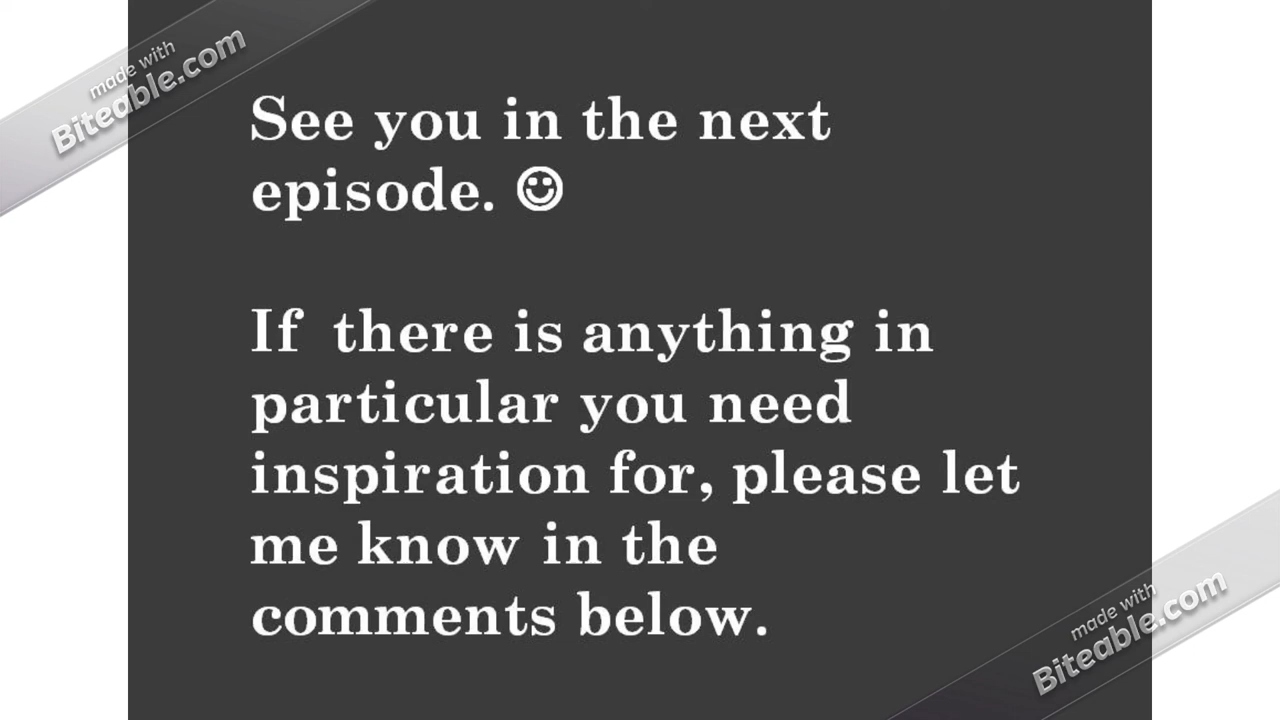 made with
Biteable.com
See you in the next
episode. ☺
If  there is anything in
particular you need
inspiration for, please let
me know in the
comments below.
made with
Biteable.com